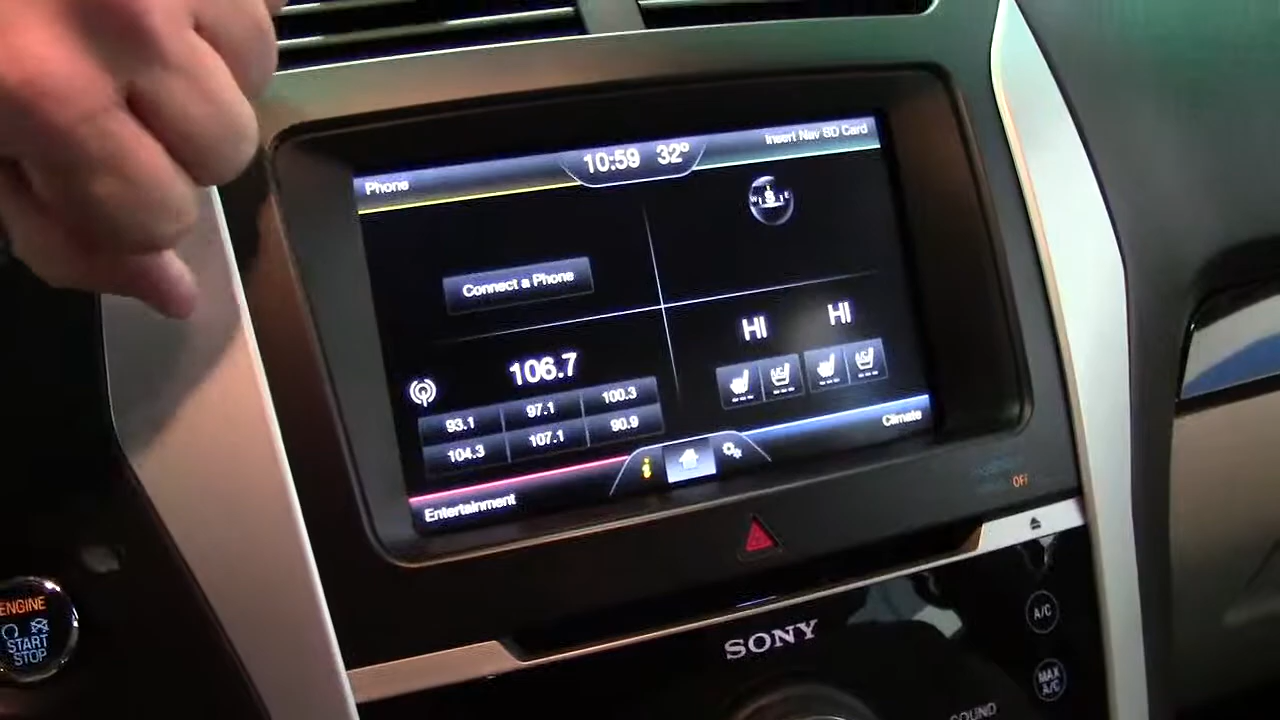 Phone
10:59 32°
Insert Nav SD Card
W S E
Connect a Phone
106.7
93.1 97.1 100.3
104.3 107.1 90.9
HI HI
Climate
i
Entertainment
OFF
ENGINE
START
STOP
SONY
A/C
MAX
A/C
SOUND